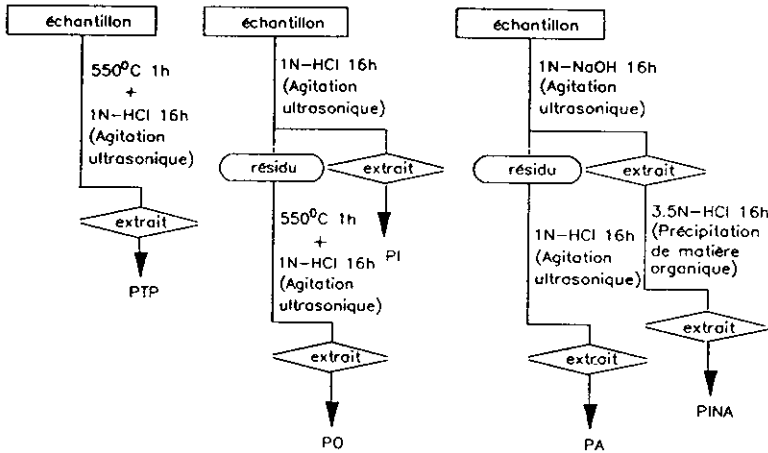 échantillon
550⁰C 1h
+
1N-HCl 16h
(Agitation
ultrasonique)
extrait
PTP
échantillon
1N-HCl 16h
(Agitation
ultrasonique)
résidu
extrait
PI
550⁰C 1h
+
1N-HCl 16h
(Agitation
ultrasonique)
extrait
PO
échantillon
1N-NaOH 16h
(Agitation
ultrasonique)
résidu
extrait
1N-HCl 16h
(Agitation
ultrasonique)
extrait
PA
3.5N-HCl 16h
(Précipitation
de matière
organique)
extrait
PINA